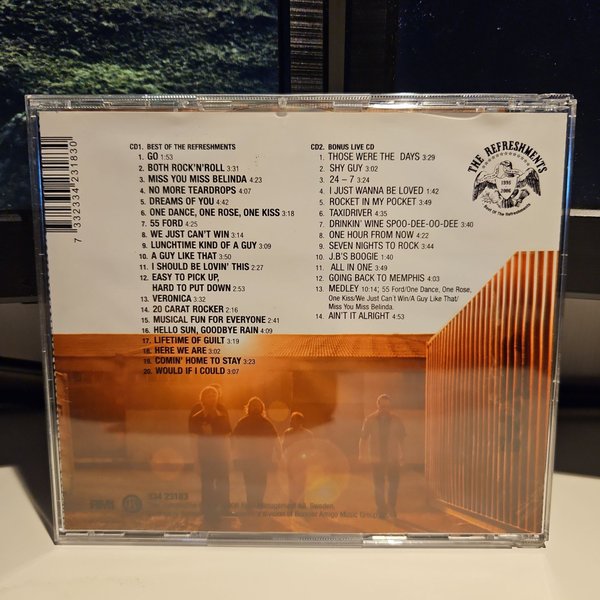 CD1. BEST OF THE REFRESHMENTS
1. GO 1:53
2. BOTH ROCK'N'ROLL 3:31
3. MISS YOU MISS BELINDA 4:23
4. NO MORE TEARDROPS 4:07
5. DREAMS OF YOU 4:42
6. ONE DANCE, ONE ROSE, ONE KISS 3:18
7. 55 FORD 4:25
8. WE JUST CAN'T WIN 3:14
9. LUNCHTIME KIND OF A GUY 3:09
10. A GUY LIKE THAT 3:50
11. I SHOULD BE LOVIN' THIS 2:27
12. EASY TO PICK UP,
HARD TO PUT DOWN 2:53
13. VERONICA 3:32
14. 20 CARAT ROCKER 2:16
15. MUSICAL FUN FOR EVERYONE 2:41
16. HELLO SUN, GOODBYE RAIN 4:09
17. LIFETIME OF GUILT 3:19
18. HERE WE ARE 3:02
19. COMIN' HOME TO STAY 3:23
20. WOULD IF I COULD 3:07
CD2. BONUS LIVE CD
1. THOSE WERE THE DAYS 3:29
2. SHY GUY 3:02
3. 24 – 7 3:24
4. I JUST WANNA BE LOVED 1:42
5. ROCKET IN MY POCKET 3:49
6. TAXIDRIVER 4:35
7. DRINKIN' WINE SPOO-DEE-OO-DEE 3:40
8. ONE HOUR FROM NOW 4:22
9. SEVEN NIGHTS TO ROCK 3:44
10. J.B'S BOOGIE 1:40
11. ALL IN ONE 3:49
12. GOING BACK TO MEMPHIS 4:03
13. MEDLEY 10:14; 55 Ford/One Dance, One Rose,
One Kiss/We Just Can't Win/A Guy Like That/
Miss You Miss Belinda.
14. AIN'T IT ALRIGHT 4:53
THE REFRESHMENTS
1996
2006
Best Of The Refreshments
7 332334 231830
334 23183
Sweden.
Division of Bonnier Amigo Music Group